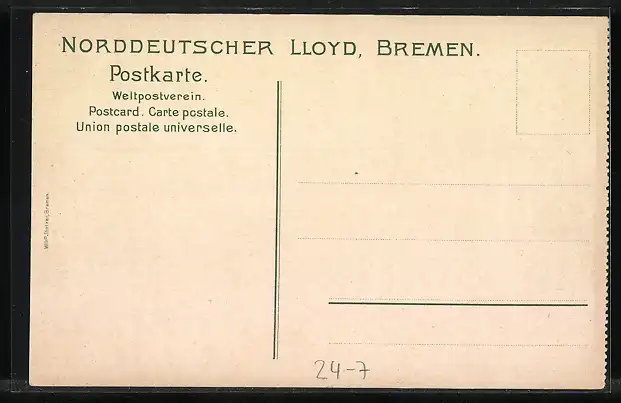 NORDDEUTSCHER LLOYD, BREMEN.
Postkarte.
Weltpostverein.
Postcard. Carte postale.
Union postale universelle.
24-7